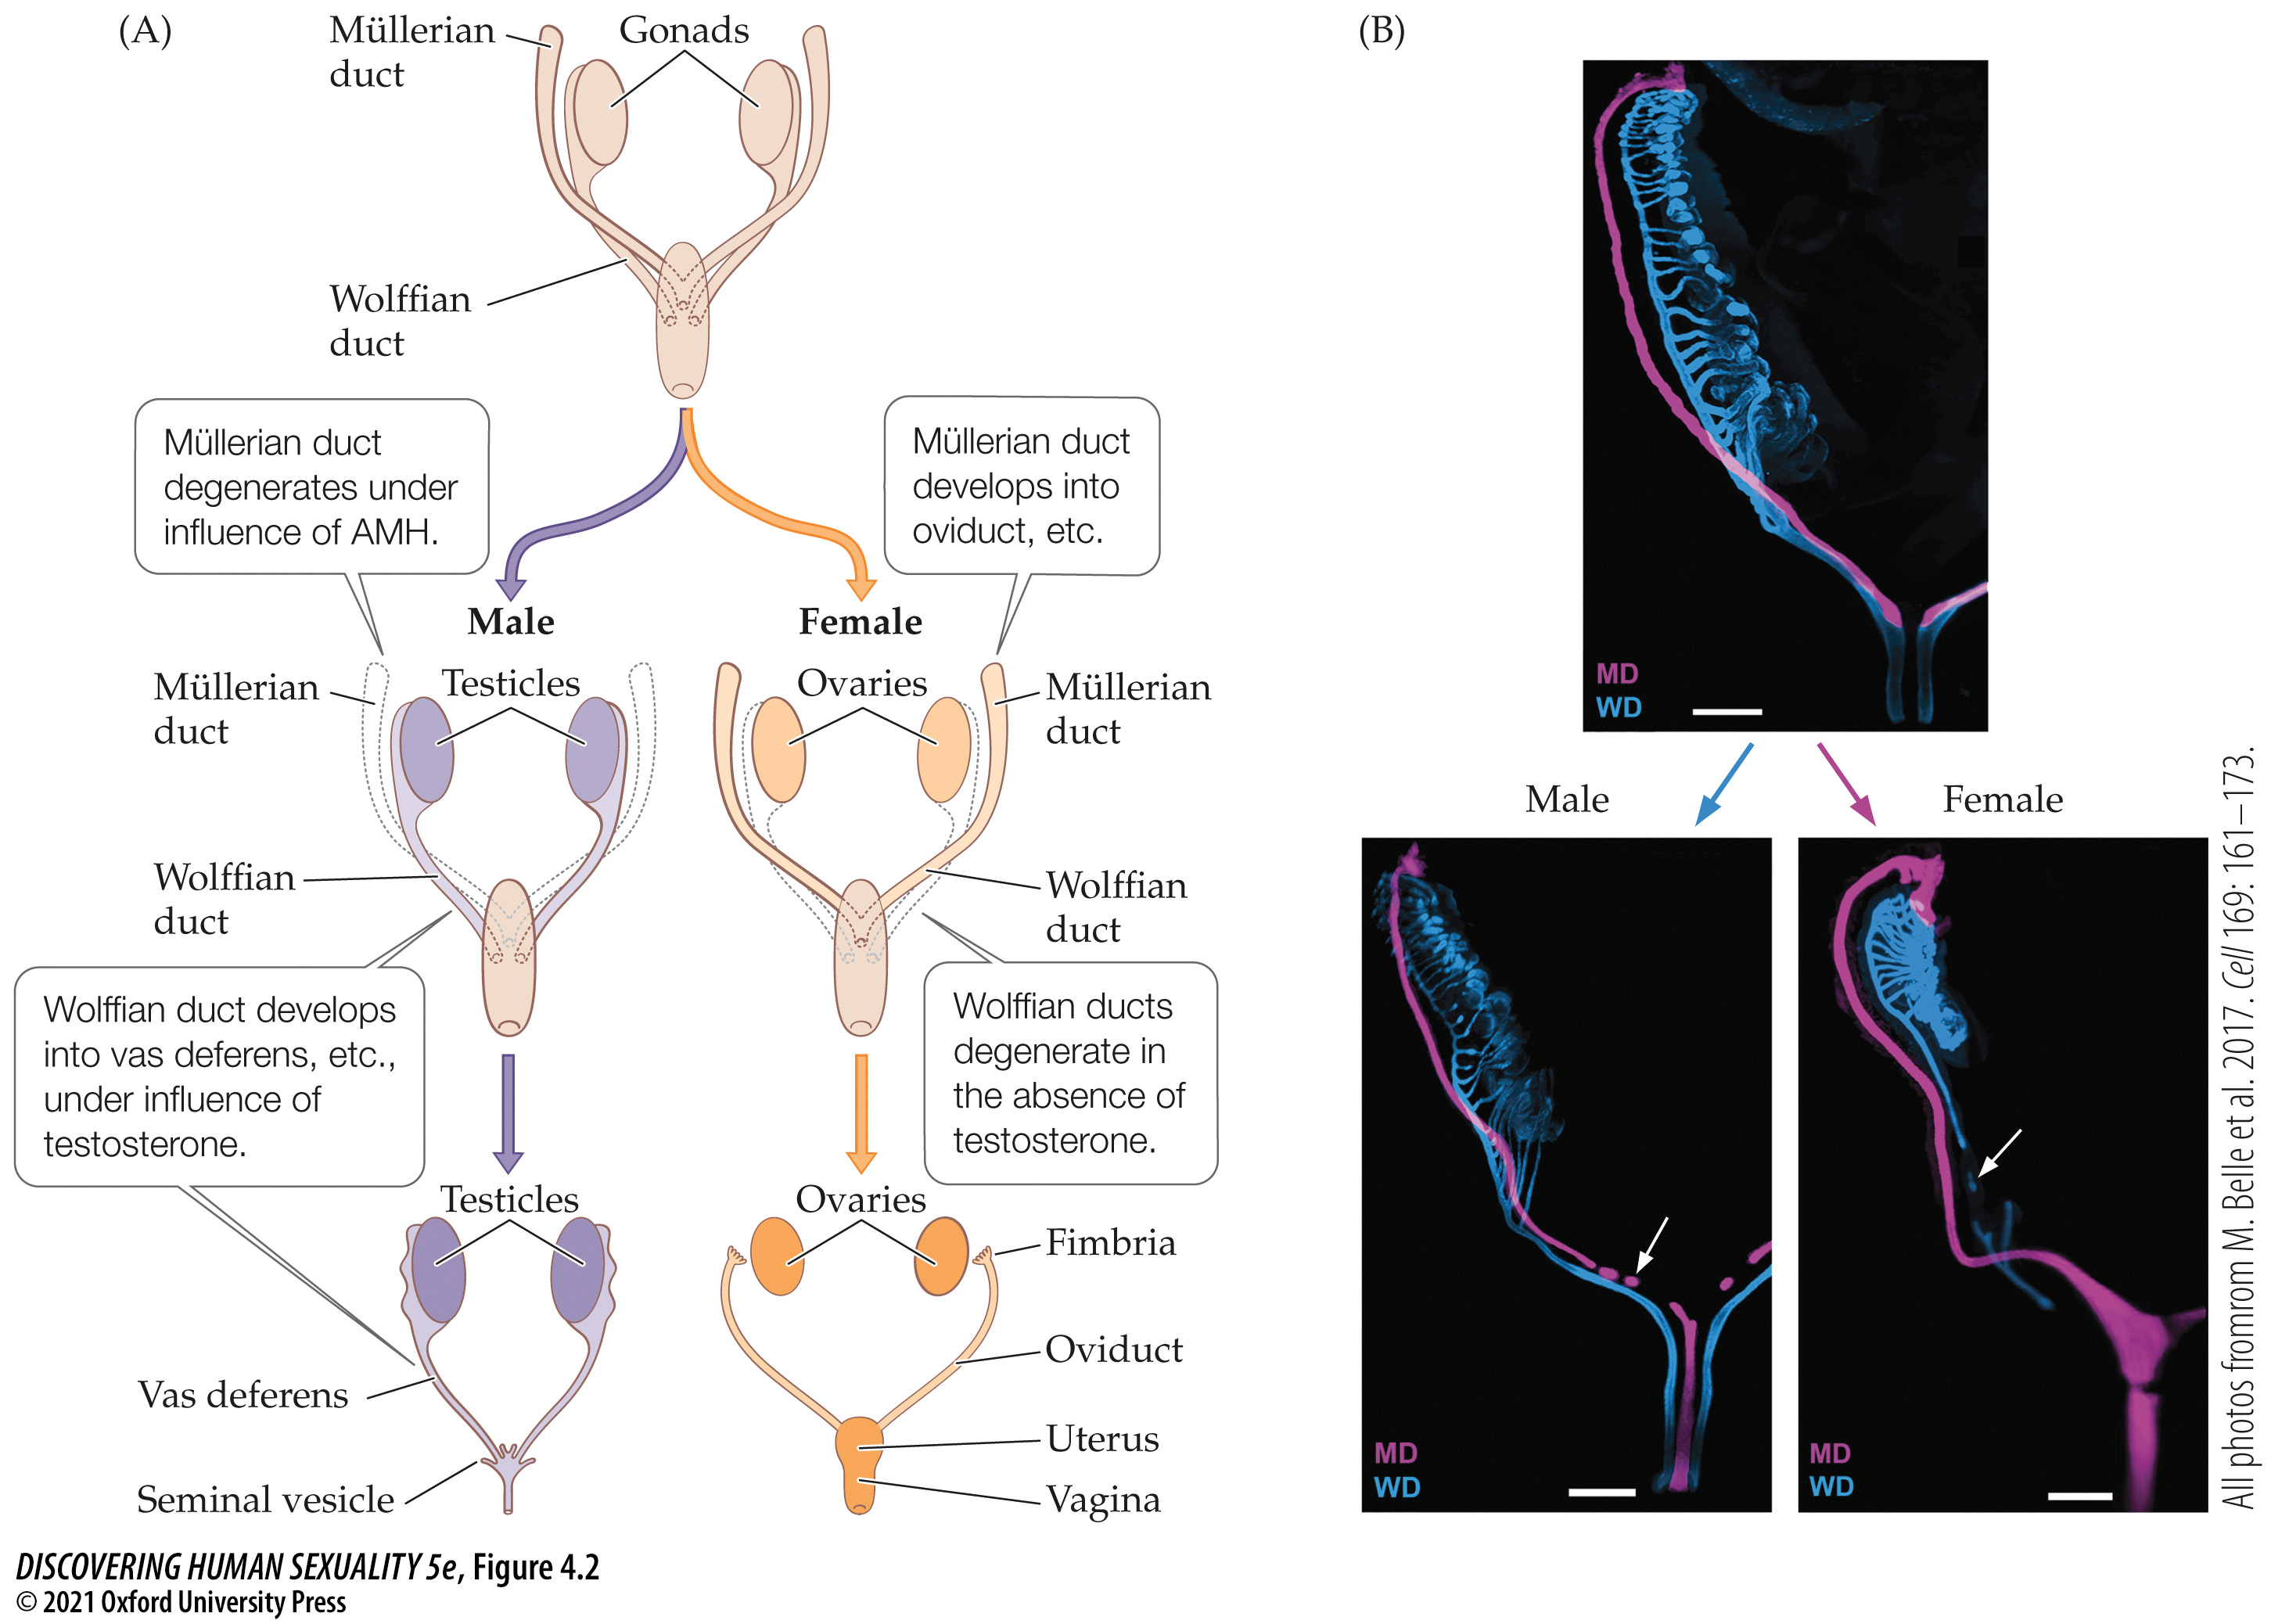 (A)
Müllerian
duct
Gonads
Wolffian
duct
Müllerian duct
degenerates under
influence of AMH.
Müllerian duct
develops into
oviduct, etc.
Male
Female
Müllerian
duct
Testicles
Ovaries
Müllerian
duct
Wolffian
duct
Wolffian
duct
Wolffian duct develops
into vas deferens, etc.,
under influence of
testosterone.
Wolffian ducts
degenerate in
the absence of
testosterone.
Testicles
Ovaries
Fimbria
Oviduct
Vas deferens
Uterus
Seminal vesicle
Vagina
(B)
MD
WD
Male
Female
MD
WD
MD
WD
All photos fromrom M. Belle et al. 2017. Cell 169: 161–173.
DISCOVERING HUMAN SEXUALITY 5e, Figure 4.2
© 2021 Oxford University Press